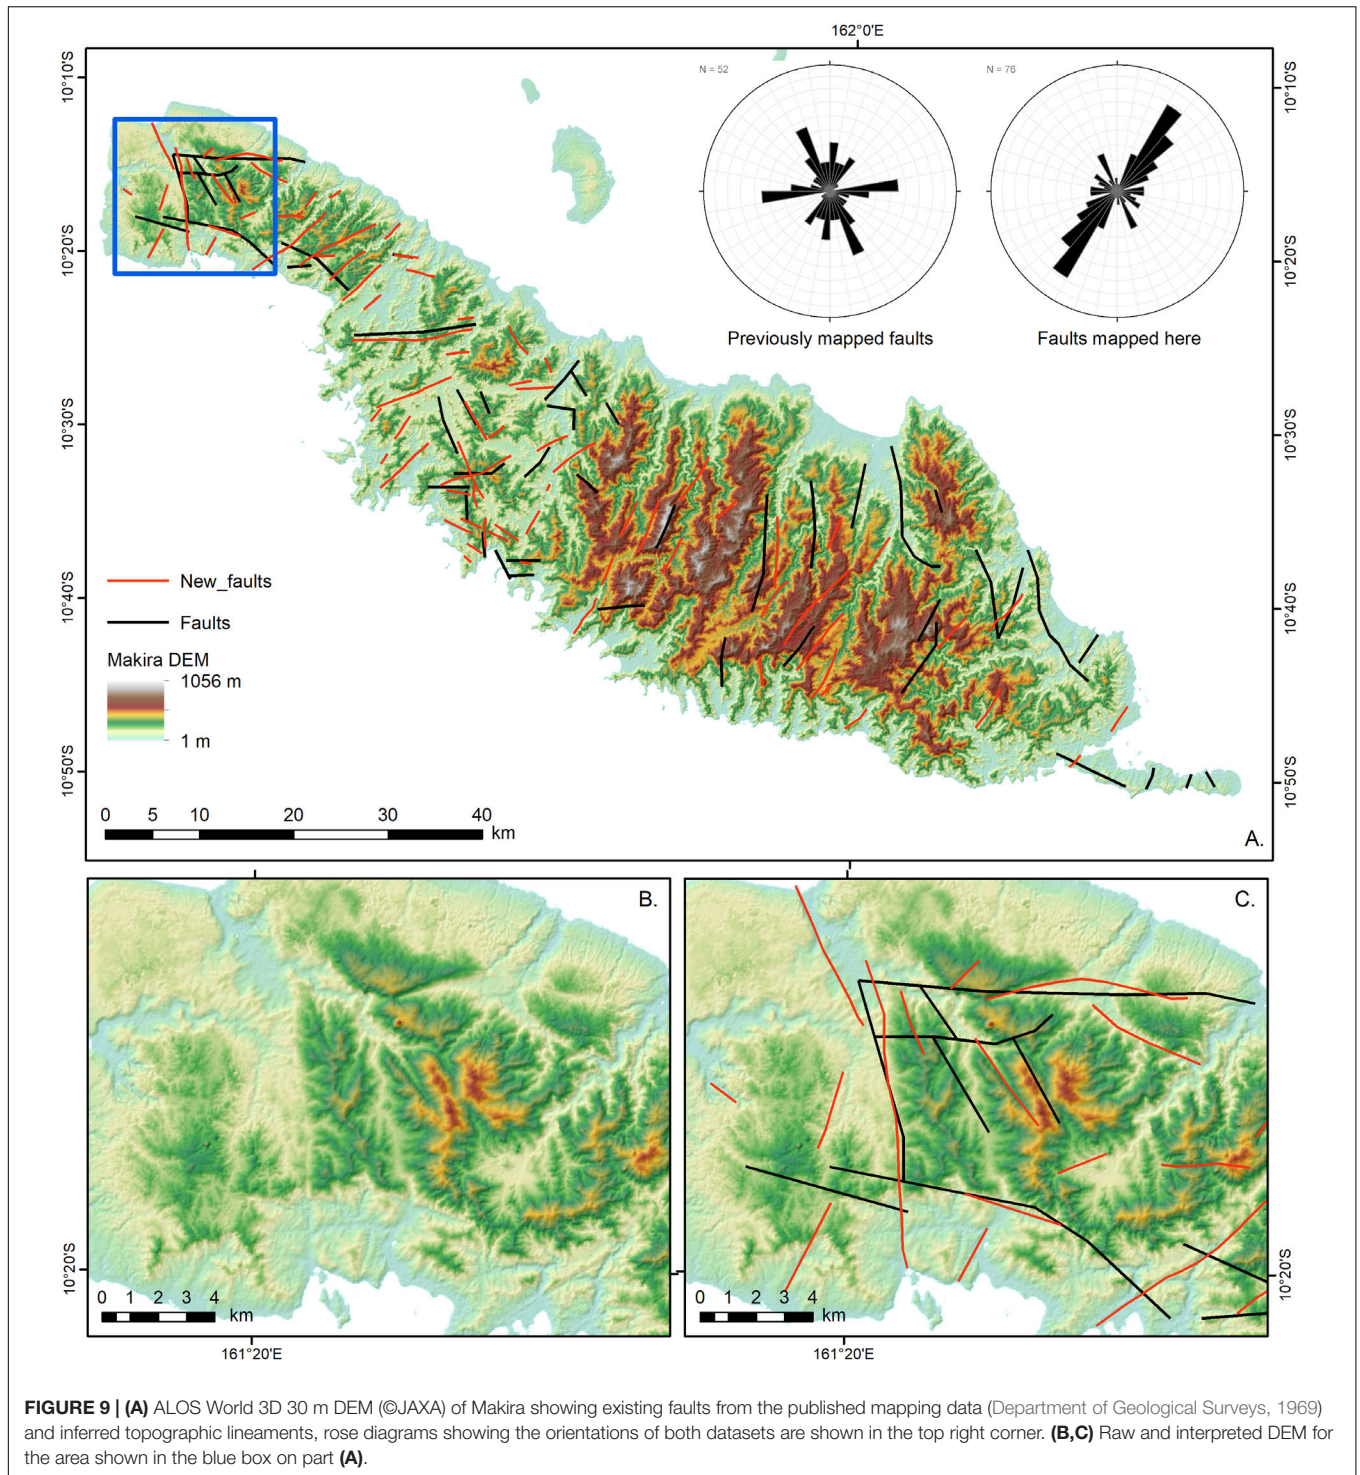 162°0'E
10°10'S
10°10'S
N = 52
N = 76
10°20'S
10°20'S
Previously mapped faults
Faults mapped here
10°30'S
10°30'S
New_faults
Faults
10°40'S
10°40'S
Makira DEM
1056 m
1 m
10°50'S
10°50'S
0 5 10 20 30 40
km
A.
B.
C.
10°20'S
10°20'S
0 1 2 3 4
km
0 1 2 3 4
km
161°20'E
161°20'E
FIGURE 9 | (A) ALOS World 3D 30 m DEM (©JAXA) of Makira showing existing faults from the published mapping data (Department of Geological Surveys, 1969)
and inferred topographic lineaments, rose diagrams showing the orientations of both datasets are shown in the top right corner. (B,C) Raw and interpreted DEM for
the area shown in the blue box on part (A).